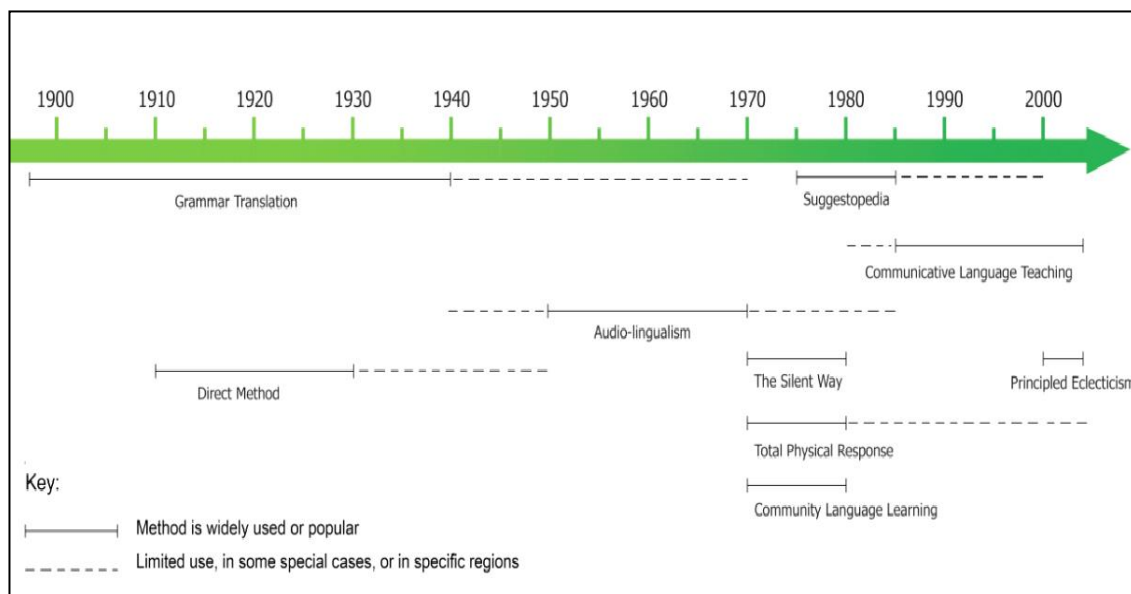 1900 1910 1920 1930 1940 1950 1960 1970 1980 1990 2000
Grammar Translation
Suggestopedia
Communicative Language Teaching
Audio-lingualism
Direct Method
The Silent Way
Principled Eclecticism
Total Physical Response
Community Language Learning
Key:
Method is widely used or popular
Limited use, in some special cases, or in specific regions